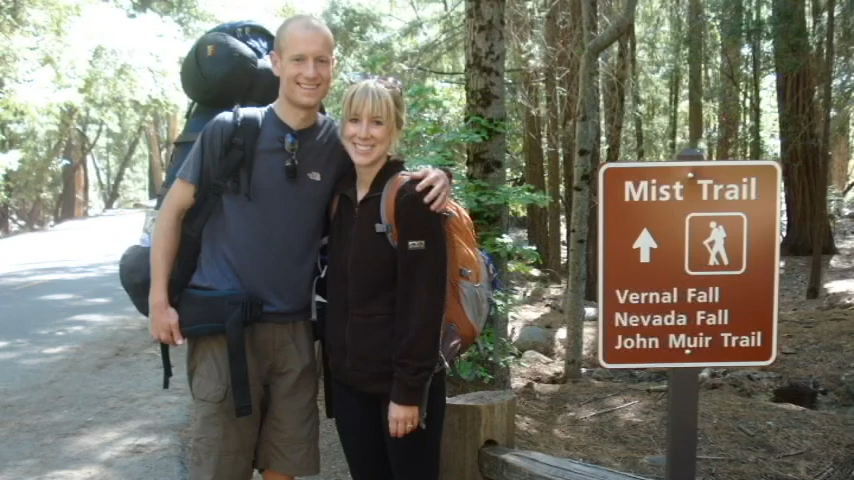 Mist Trail
Vernal Fall
Nevada Fall
John Muir Trail